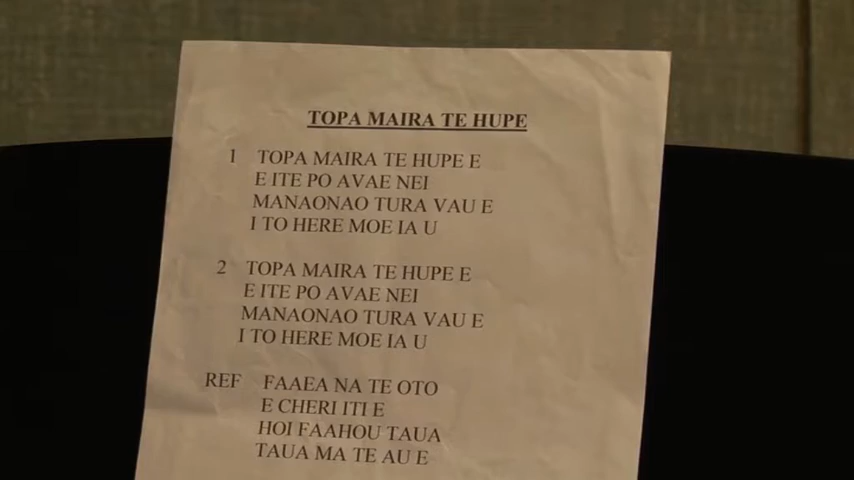 TOPA MAIRA TE HUPE
1 TOPA MAIRA TE HUPE E
E ITE PO AVAE NEI
MANAONAO TURA VAU E
I TO HERE MOE IA U
2 TOPA MAIRA TE HUPE E
E ITE PO AVAE NEI
MANAONAO TURA VAU E
I TO HERE MOE IA U
REF FAAEA NA TE OTO
E CHERI ITI E
HOI FAAHOU TAUA
TAUA MA TE AU E